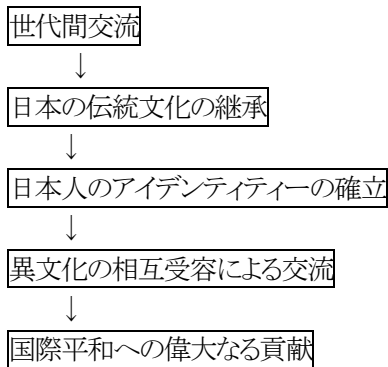 世代間交流
↓
日本の伝統文化の継承
↓
日本人のアイデンティティーの確立
↓
異文化の相互受容による交流
↓
国際平和への偉大なる貢献